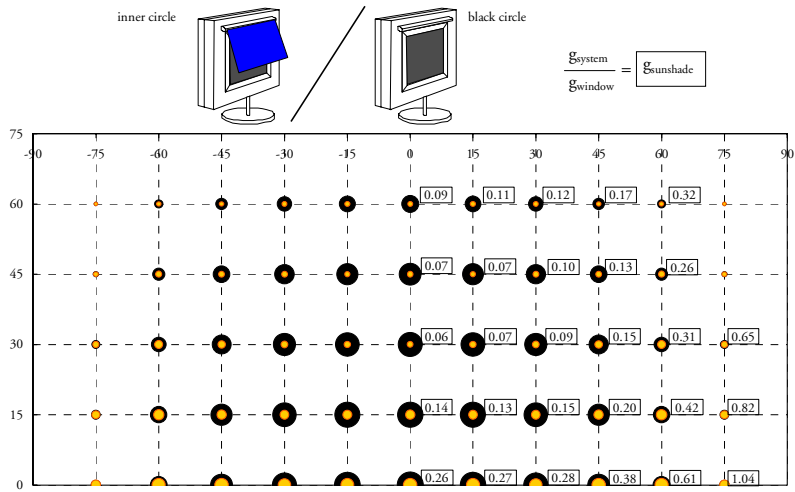 inner circle
black circle
gsystem
gwindow
=
gsunshade
75
-90 -75 -60 -45 -30 -15 0 15 30 45 60 75 90
60 0.09 0.11 0.12 0.17 0.32
45 0.07 0.07 0.10 0.13 0.26
30 0.06 0.07 0.09 0.15 0.31 0.65
15 0.14 0.13 0.15 0.20 0.42 0.82
0 0.26 0.27 0.28 0.38 0.61 1.04